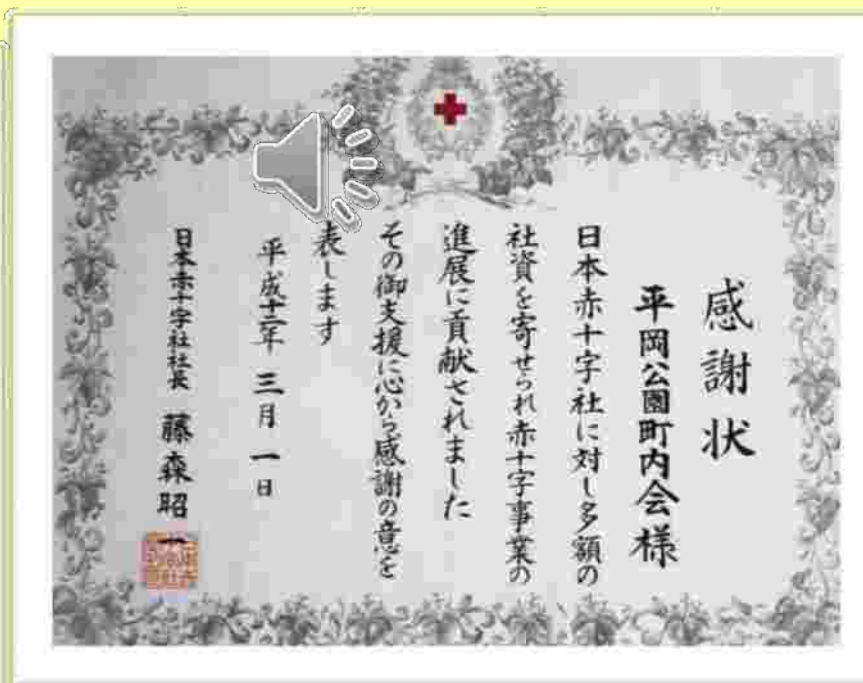 感謝状
平岡公園町内会様
日本赤十字社に対し多額の
社資を寄せられ赤十字事業の
進展に貢献されました
その御支援に心から感謝の意を
表します
平成十二年 三月 一日
日本赤十字社社長 藤森昭一